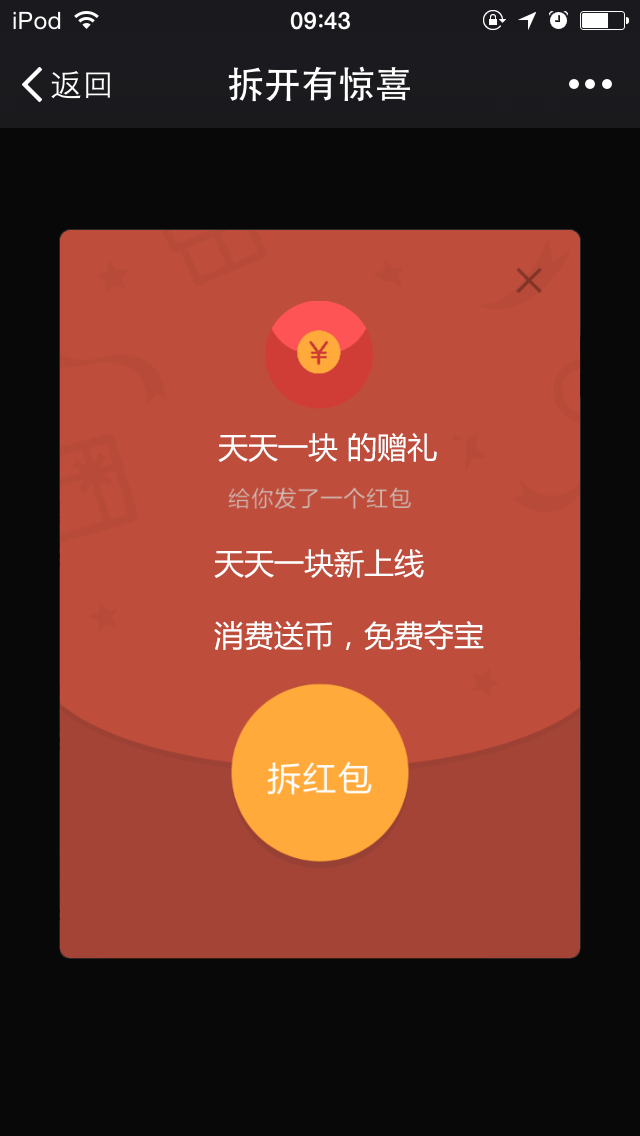 iPod 09:43
返回 拆开有惊喜
¥
天天一块 的赠礼
给你发了一个红包
天天一块新上线
消费送币，免费夺宝
拆红包